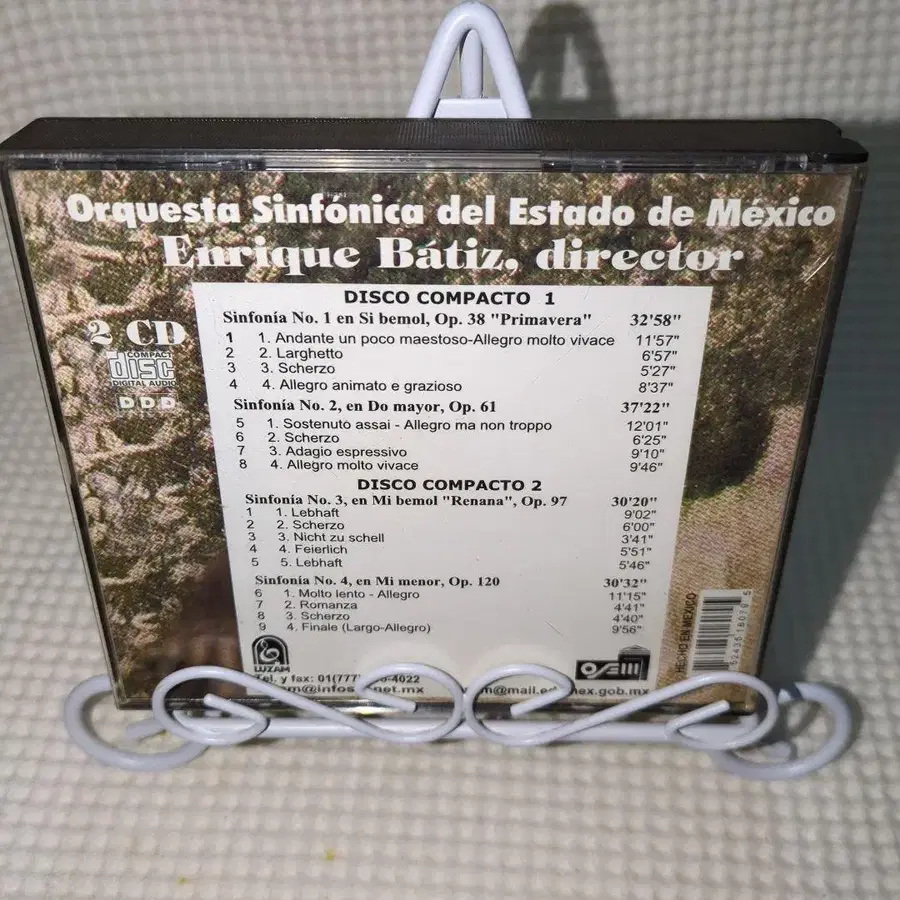 Orquesta Sinfónica del Estado de México
Enrique Bátiz, director
2 CD
COMPACT
disc
DIGITAL AUDIO
DDD
DISCO COMPACTO 1
Sinfonía No. 1 en Si bemol, Op. 38 "Primavera" 32'58"
1 1. Andante un poco maestoso-Allegro molto vivace 11'57"
2 2. Larghetto 6'57"
3 3. Scherzo 5'27"
4 4. Allegro animato e grazioso 8'37"
Sinfonía No. 2, en Do mayor, Op. 61 37'22"
5 1. Sostenuto assai - Allegro ma non troppo 12'01"
6 2. Scherzo 6'25"
7 3. Adagio espressivo 9'10"
8 4. Allegro molto vivace 9'46"
DISCO COMPACTO 2
Sinfonía No. 3, en Mi bemol "Renana", Op. 97 30'20"
1 1. Lebhaft 9'02"
2 2. Scherzo 6'00"
3 3. Nicht zu schell 3'41"
4 4. Feierlich 5'51"
5 5. Lebhaft 5'46"
Sinfonía No. 4, en Mi menor, Op. 120 30'32"
6 1. Molto lento - Allegro 11'15"
7 2. Romanza 4'41"
8 3. Scherzo 4'40"
9 4. Finale (Largo-Allegro) 9'56"
LUZAM
OSEM
Tel. y fax: 01(777)
HECHO EN MEXICO